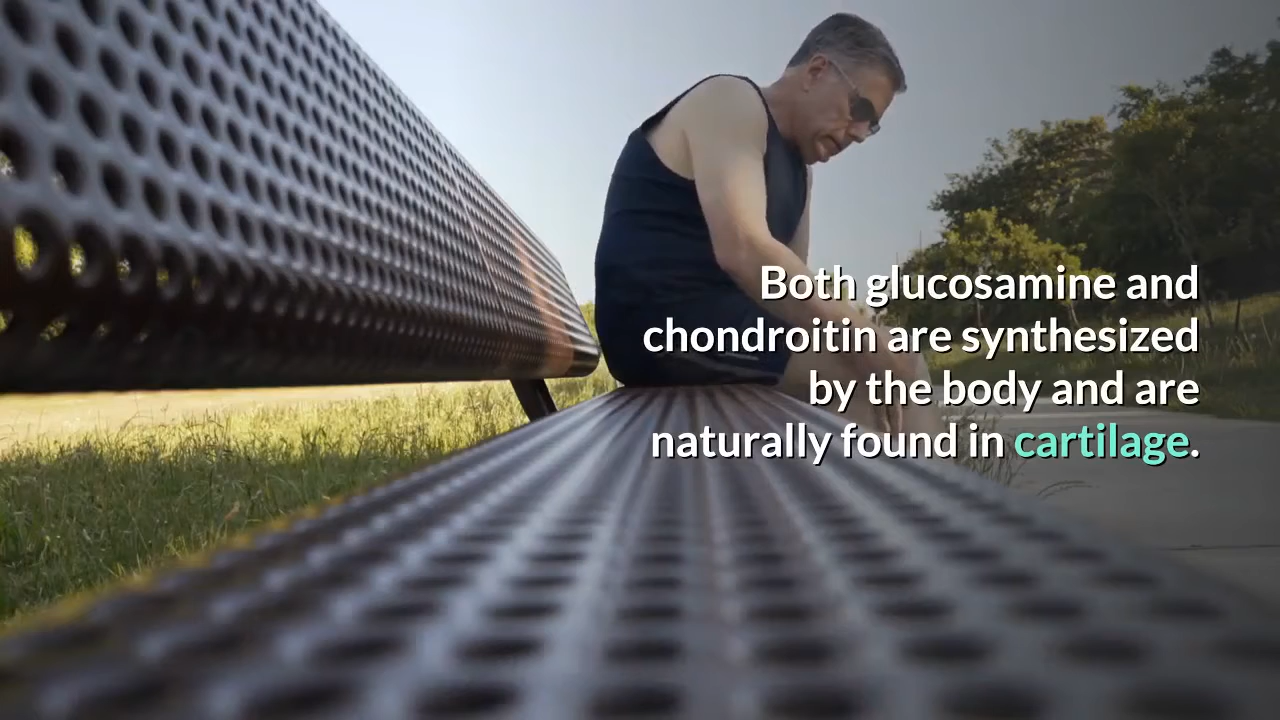 Both glucosamine and
chondroitin are synthesized
by the body and are
naturally found in cartilage.